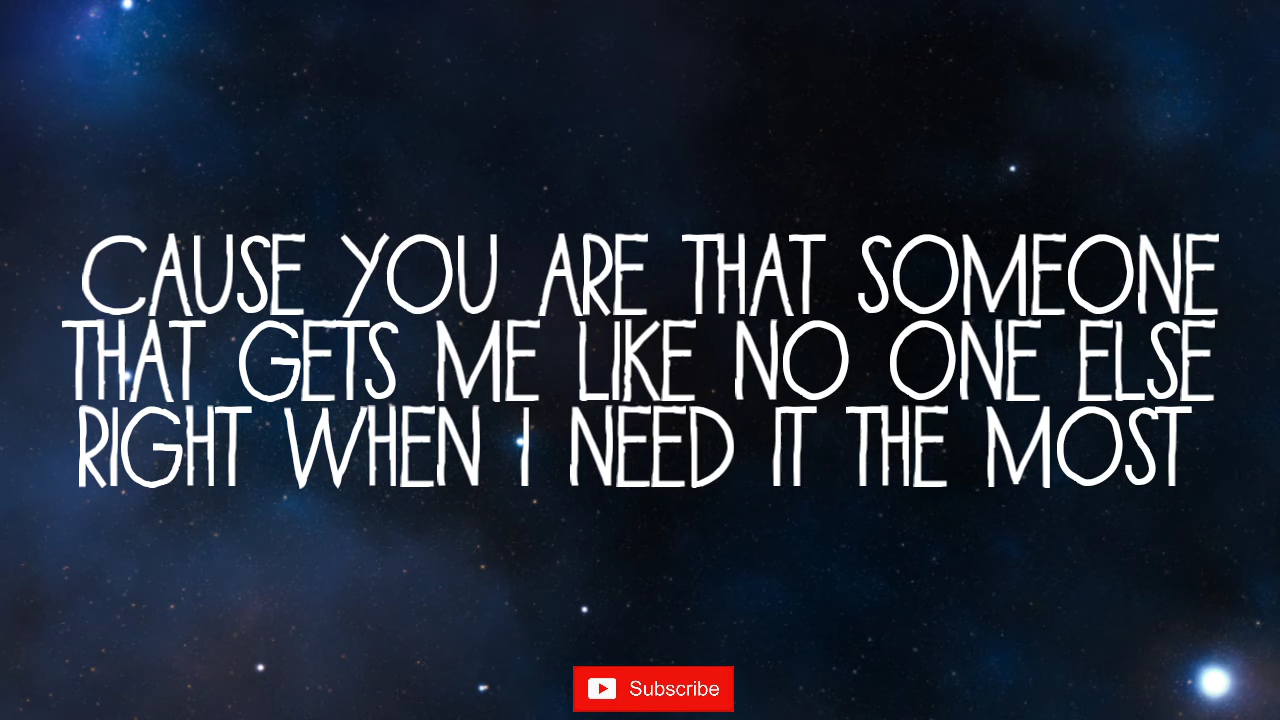 CAUSE YOU ARE THAT SOMEONE
THAT GETS ME LIKE NO ONE ELSE
RIGHT WHEN I NEED IT THE MOST
Subscribe